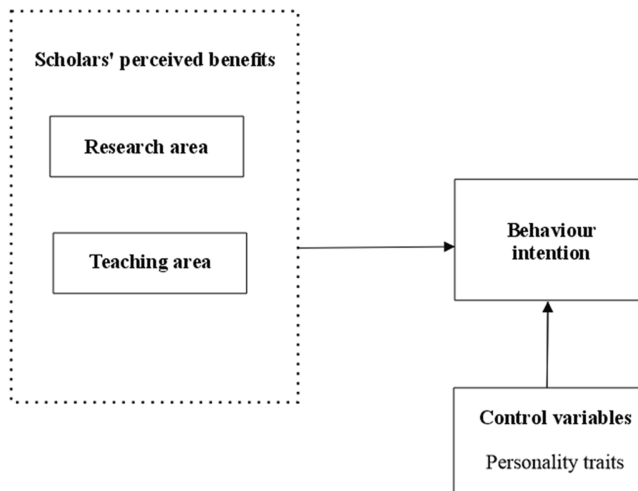 Scholars' perceived benefits
Research area
Teaching area
Behaviour
intention
Control variables
Personality traits